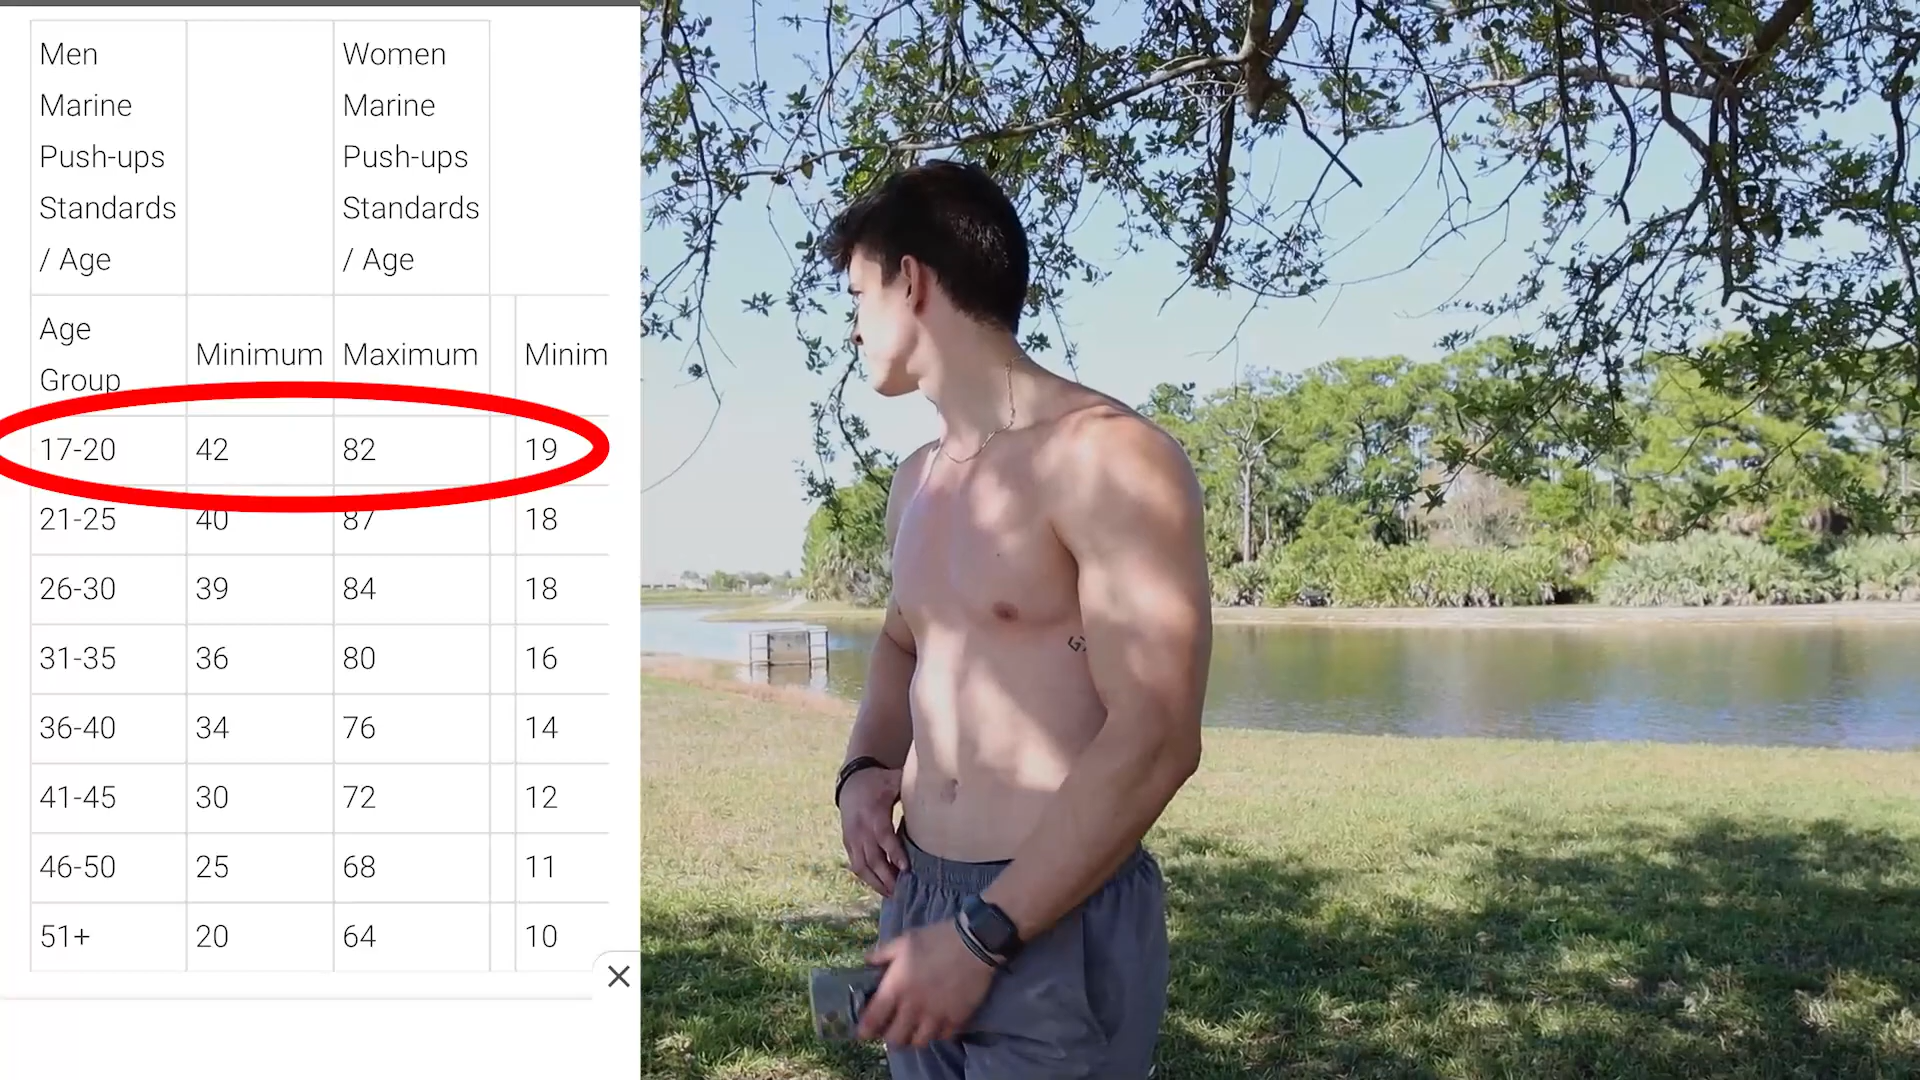 Men
Marine
Push-ups
Standards
/ Age
Women
Marine
Push-ups
Standards
/ Age
Age
Group
Minimum
Maximum
Minim
17-20 42 82 19
21-25 40 87 18
26-30 39 84 18
31-35 36 80 16
36-40 34 76 14
41-45 30 72 12
46-50 25 68 11
51+ 20 64 10